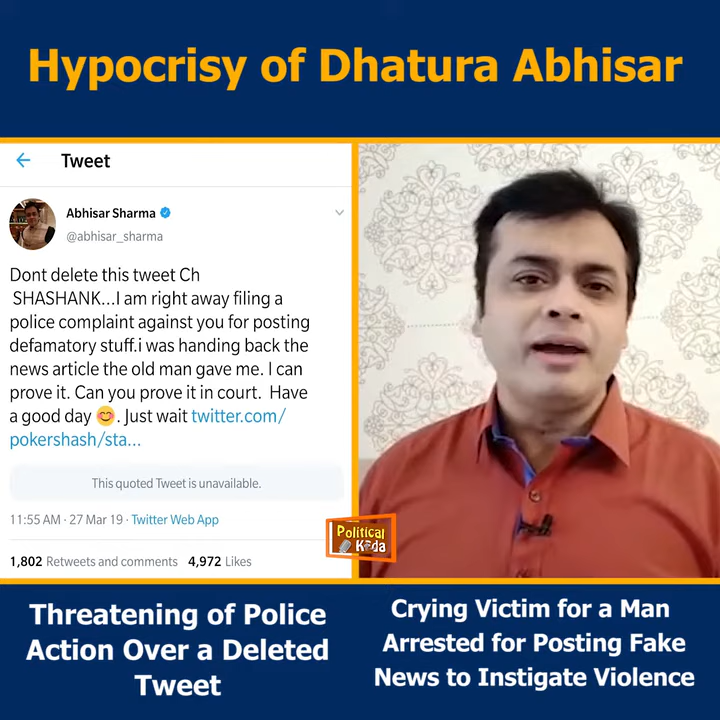 Hypocrisy of Dhatura Abhisar
Tweet
Abhisar Sharma
@abhisar_sharma
Dont delete this tweet Ch
SHASHANK...I am right away filing a
police complaint against you for posting
defamatory stuff.i was handing back the
news article the old man gave me. I can
prove it. Can you prove it in court. Have
a good day 😊. Just wait twitter.com/
pokershash/sta...
This quoted Tweet is unavailable.
11:55 AM · 27 Mar 19 · Twitter Web App
1,802 Retweets and comments 4,972 Likes
Political
Kida
Threatening of Police
Action Over a Deleted
Tweet
Crying Victim for a Man
Arrested for Posting Fake
News to Instigate Violence